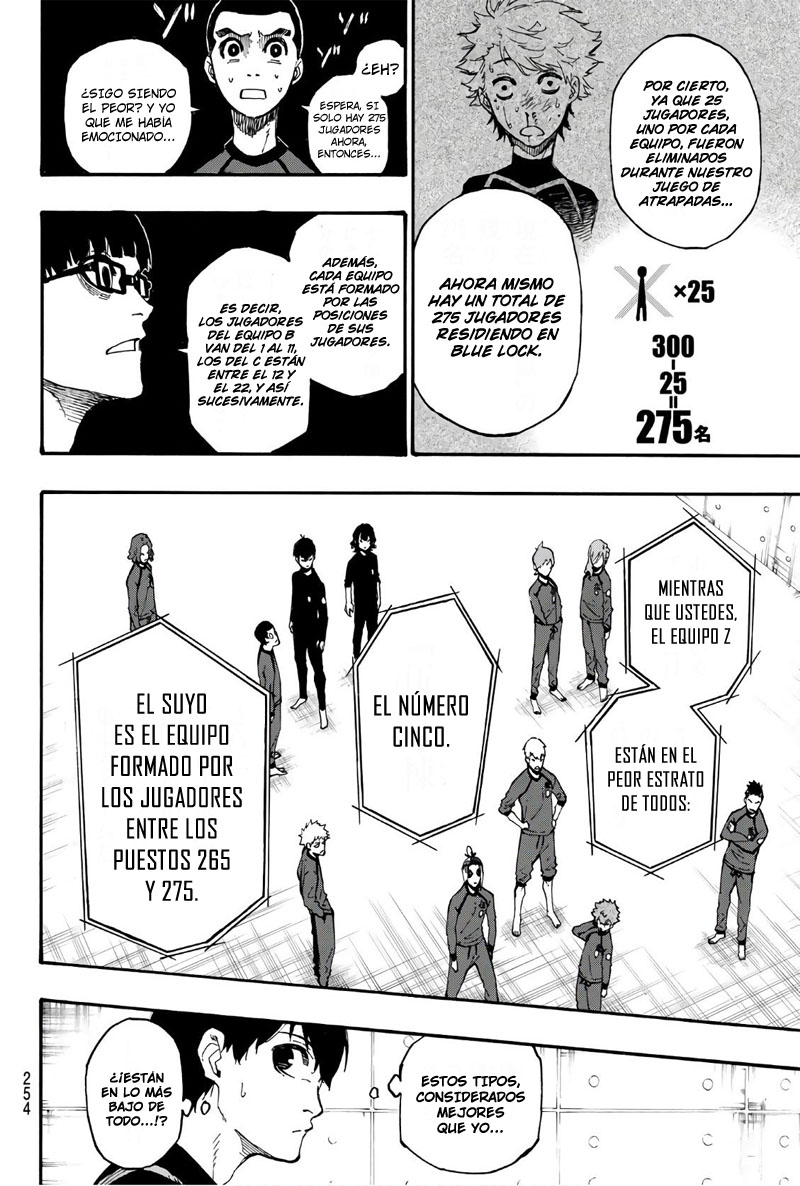 POR CIERTO,
YA QUE 25
JUGADORES,
UNO POR CADA
EQUIPO, FUERON
ELIMINADOS
DURANTE NUESTRO
JUEGO DE
ATRAPADAS...
×25
300
-
25
=
275名
AHORA MISMO
HAY UN TOTAL DE
275 JUGADORES
RESIDIENDO EN
BLUE LOCK.
¿EH?
ESPERA, SI
SOLO HAY 275
JUGADORES
AHORA,
ENTONCES...
¿SIGO SIENDO
EL PEOR? Y YO
QUE ME HABÍA
EMOCIONADO...
ADEMÁS,
CADA EQUIPO
ESTÁ FORMADO
POR LAS
POSICIONES
DE SUS
JUGADORES.
ES DECIR,
LOS JUGADORES
DEL EQUIPO B
VAN DEL 1 AL 11,
LOS DEL C ESTÁN
ENTRE EL 12 Y
EL 22, Y ASÍ
SUCESIVAMENTE.
MIENTRAS
QUE USTEDES,
EL EQUIPO Z
ESTÁN EN EL
PEOR ESTRATO
DE TODOS:
EL NÚMERO
CINCO.
EL SUYO
ES EL EQUIPO
FORMADO POR
LOS JUGADORES
ENTRE LOS
PUESTOS 265
Y 275.
ESTOS TIPOS,
CONSIDERADOS
MEJORES
QUE YO...
¿¡ESTÁN
EN LO MÁS
BAJO DE
TODO...!?
254